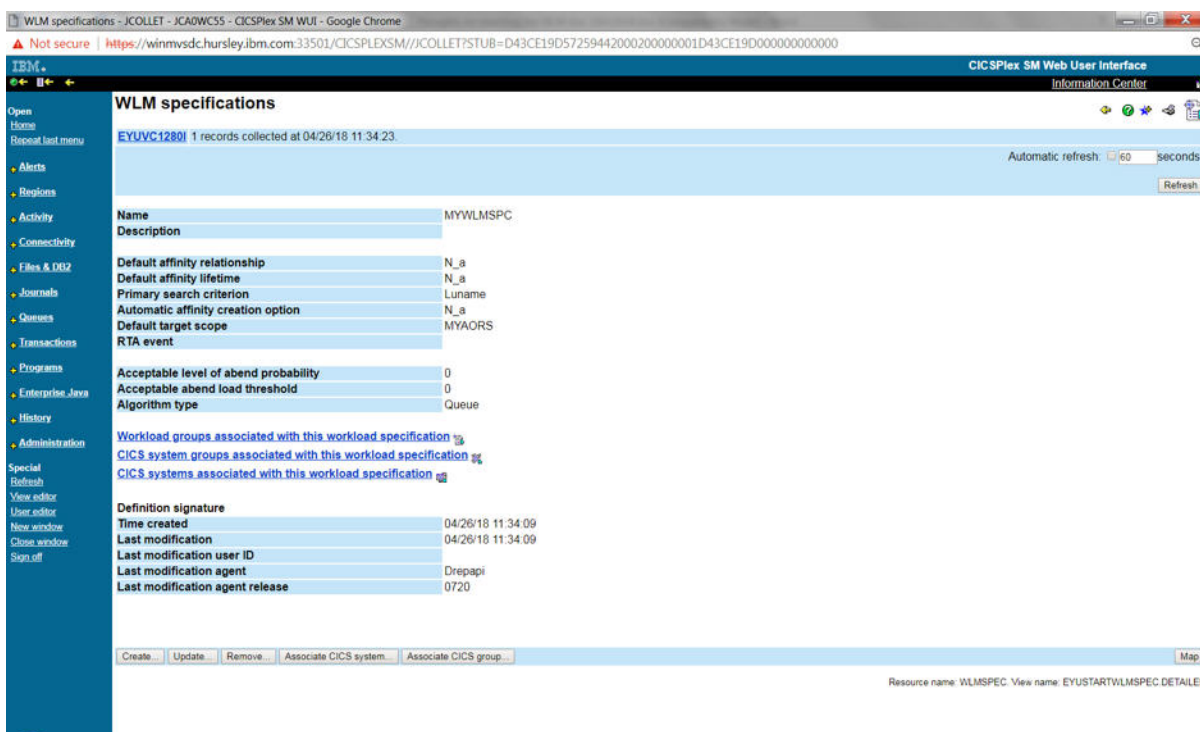 WLM specifications - JCOLLET - JCA0WC55 - CICSPlex SM WUI - Google Chrome
Not secure | https://winmvsdc.hursley.ibm.com:33501/CICSPLEXSM//JCOLLET?STUB=D43CE19D57259442000200000001D43CE19D000000000000
IBM.
CICSPlex SM Web User Interface
Information Center
Open
Home
Repeat last menu
Alerts
Regions
Activity
Connectivity
Files & DB2
Journals
Queues
Transactions
Programs
Enterprise Java
History
Administration
Special
Refresh
View editor
User editor
New window
Close window
Sign off
WLM specifications
EYUVC1280I 1 records collected at 04/26/18 11:34:23.
Automatic refresh: 60 seconds
Refresh
Name MYWLMSPC
Description
Default affinity relationship N_a
Default affinity lifetime N_a
Primary search criterion Luname
Automatic affinity creation option N_a
Default target scope MYAORS
RTA event
Acceptable level of abend probability 0
Acceptable abend load threshold 0
Algorithm type Queue
Workload groups associated with this workload specification
CICS system groups associated with this workload specification
CICS systems associated with this workload specification
Definition signature
Time created 04/26/18 11:34:09
Last modification 04/26/18 11:34:09
Last modification user ID
Last modification agent Drepapi
Last modification agent release 0720
Create... Update... Remove... Associate CICS system... Associate CICS group... Map
Resource name: WLMSPEC. View name: EYUSTARTWLMSPEC.DETAILE